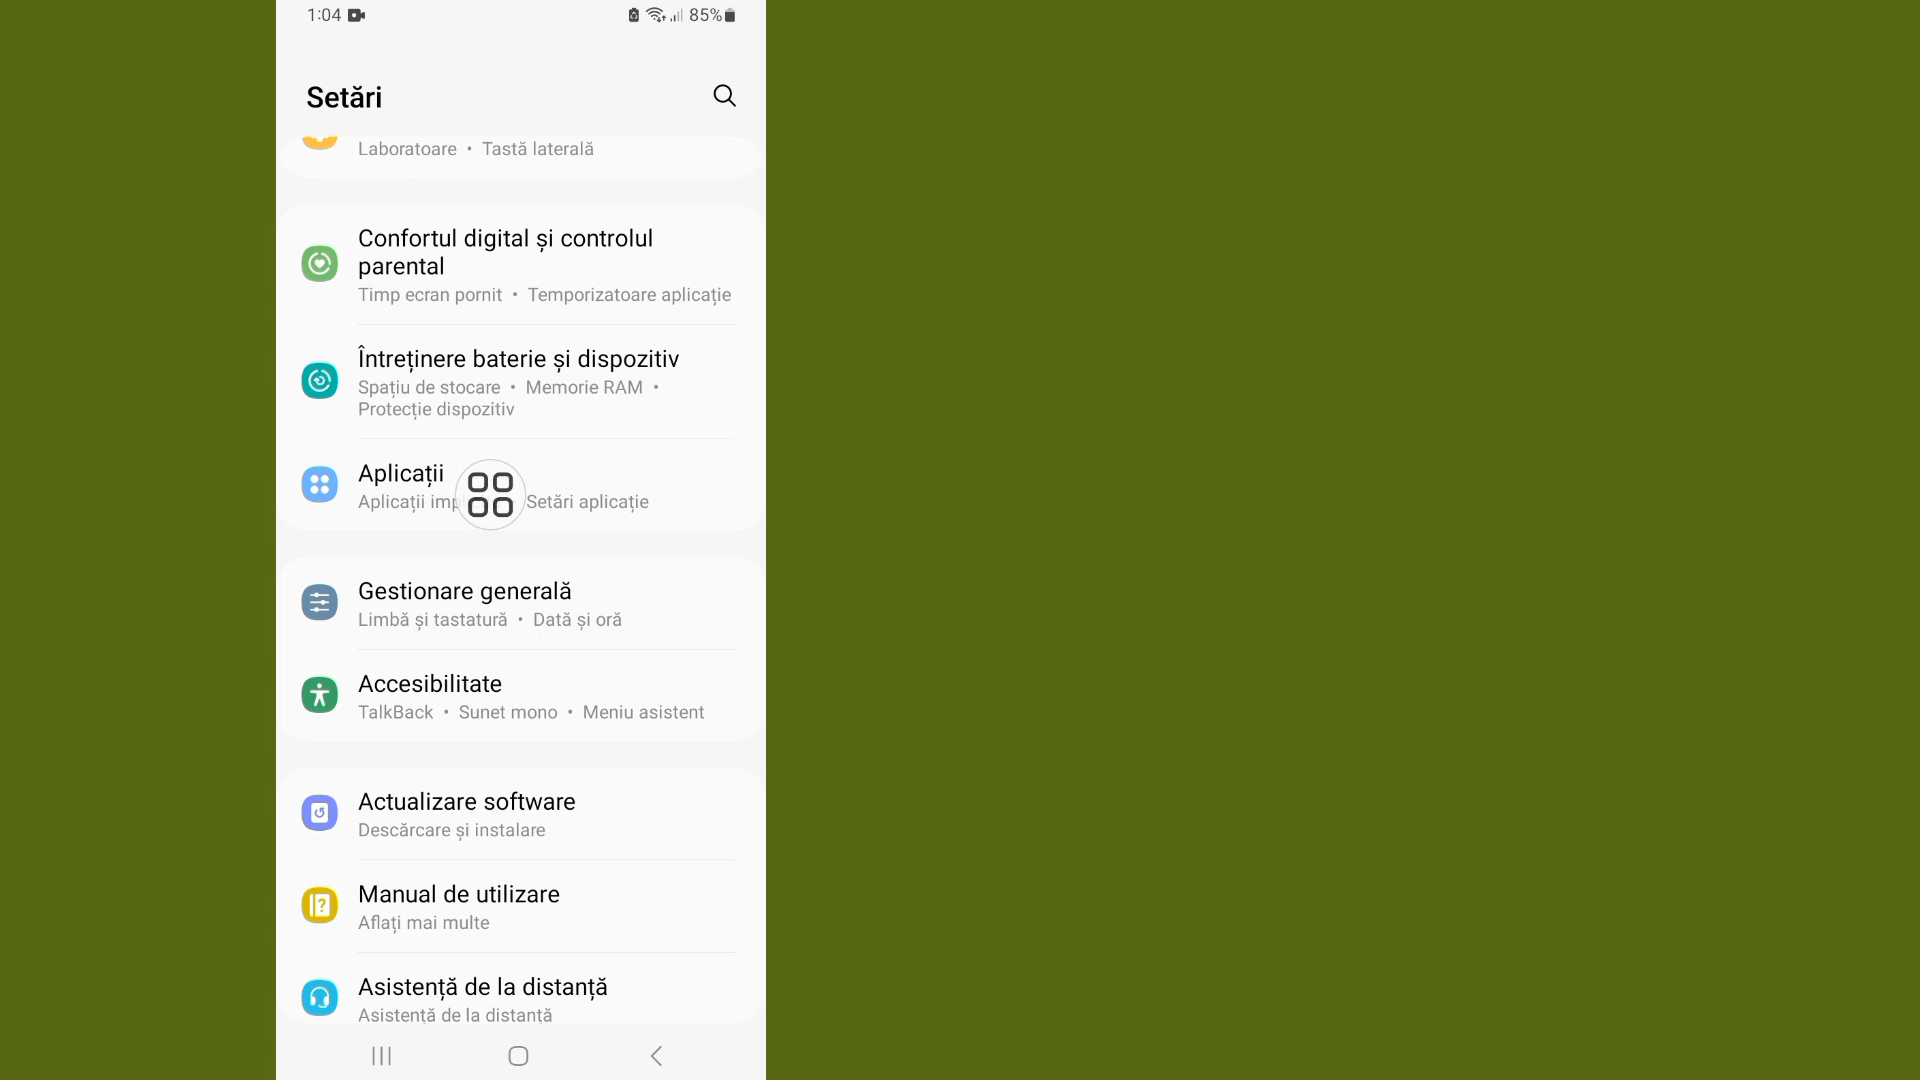 1:04
85%
Setări
Laboratoare • Tastă laterală
Confortul digital și controlul
parental
Timp ecran pornit • Temporizatoare aplicație
Întreținere baterie și dispozitiv
Spațiu de stocare • Memorie RAM •
Protecție dispozitiv
Aplicații
Aplicații Setări aplicație
Gestionare generală
Limbă și tastatură • Dată și oră
Accesibilitate
TalkBack • Sunet mono • Meniu asistent
Actualizare software
Descărcare și instalare
Manual de utilizare
Aflați mai multe
Asistență de la distanță
Asistență de la distanță